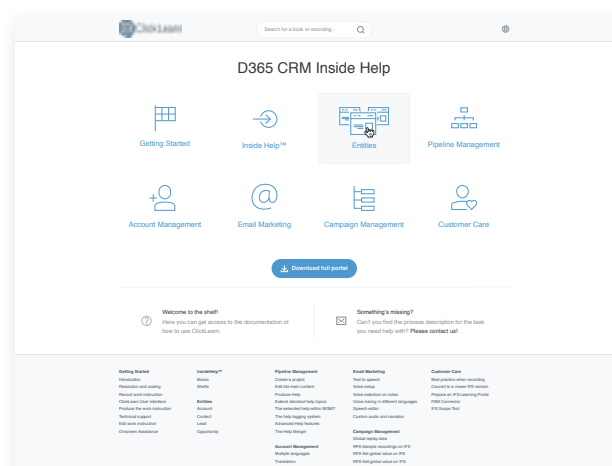 ClickLearn
Search for a book or recording...
D365 CRM Inside Help
Getting Started
Inside Help™
Entities
Pipeline Management
Account Management
Email Marketing
Campaign Management
Customer Care
Download full portal
Welcome to the shelf!
Here you can get access to the documentation of
how to use ClickLearn.
Something's missing?
Can't you find the process description for the task
you need help with? Please contact us!
Getting Started
Introduction
Resolution and scaling
Record work instruction
ClickLearn User Interface
Produce the work instruction
Technical support
Edit work instruction
Onscreen Assistance
InsideHelp™
Books
Shelfs
Entities
Account
Contact
Lead
Opportunity
Pipeline Management
Create a project
Edit the main content
Produce Help
Extend standard help topics
The extended help within MGMT
The help tagging system
Advanced Help features
The Help Merger
Account Management
Multiple languages
Translation
Email Marketing
Text to speech
Voice setup
Voice selection on notes
Voice mixing in different languages
Speech editor
Custom audio and narration
Campaign Management
Global replay data
RPA Sample recordings on IFS
RPA Set global value on IFS
RPA Get global value on IFS
Customer Care
Best practice when recording
Convert to a newer IFS version
Prepare an IFS Learning Portal
FSM Connector
IFS Scope Tool